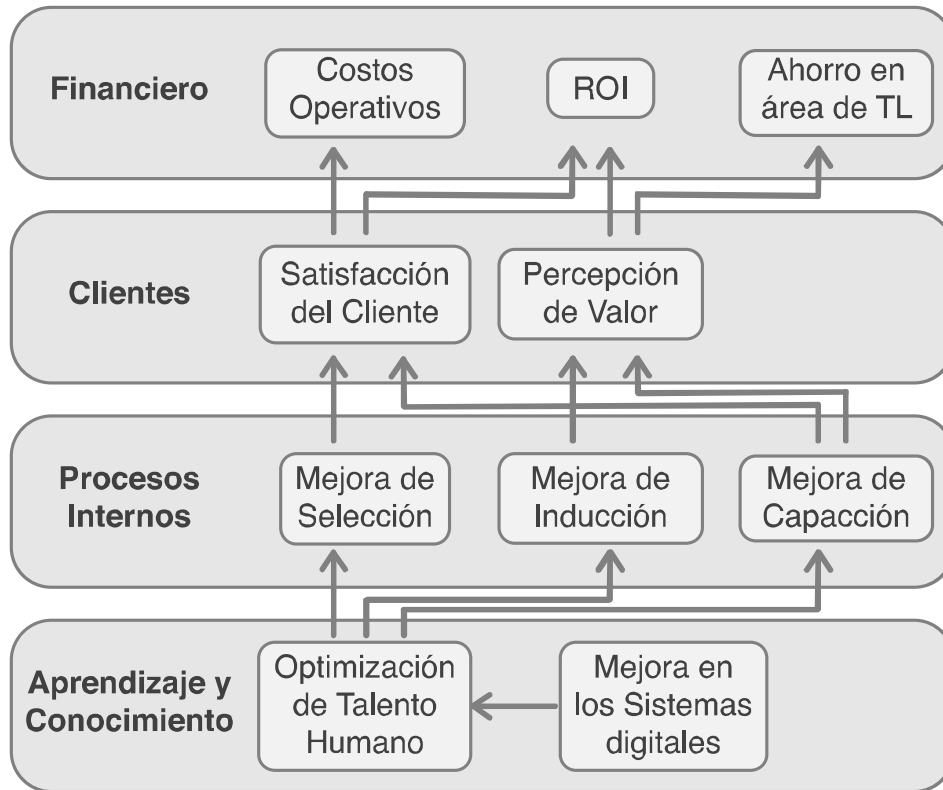 Financiero
Costos
Operativos
ROI
Ahorro en
área de TL
Clientes
Satisfacción
del Cliente
Percepción
de Valor
Procesos
Internos
Mejora de
Selección
Mejora de
Inducción
Mejora de
Capacción
Aprendizaje y
Conocimiento
Optimización
de Talento
Humano
Mejora en
los Sistemas
digitales